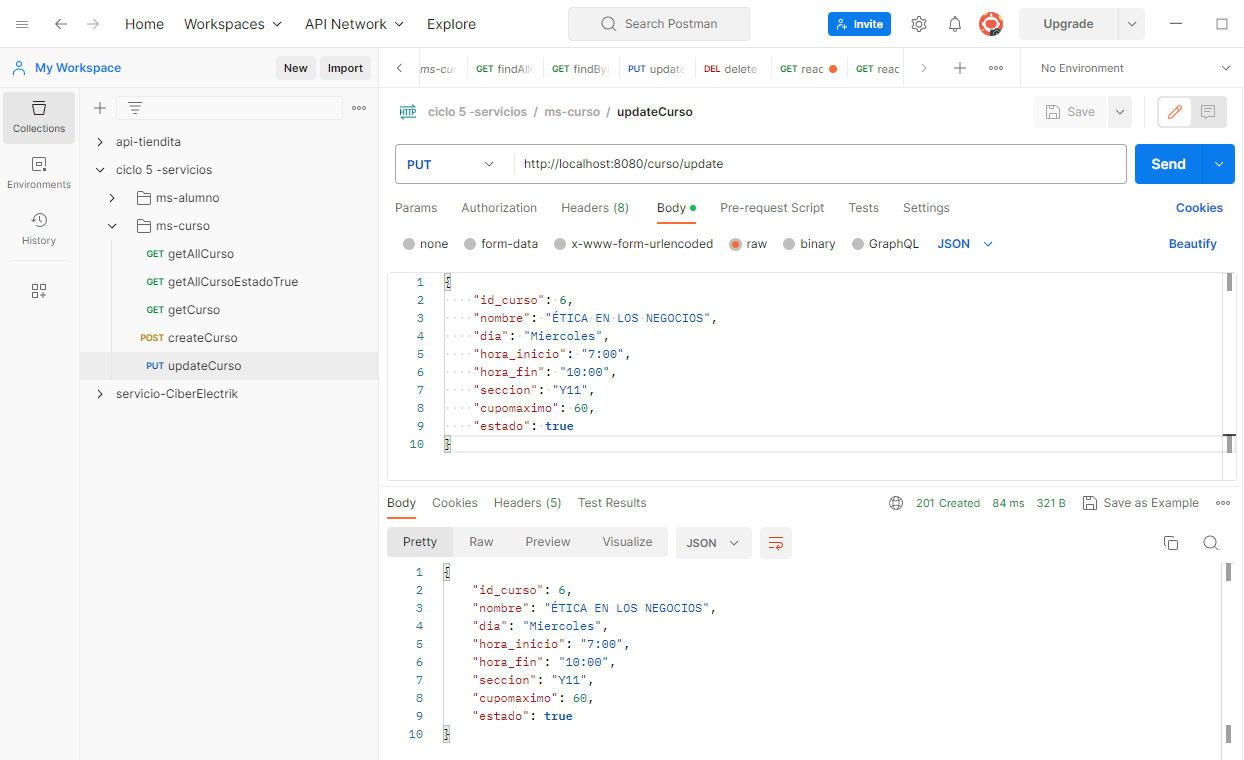 Home Workspaces API Network Explore Search Postman Invite Upgrade
My Workspace New Import ms-cur GET findAll GET findBy PUT update DEL delete GET reac GET reac No Environment
Collections
Environments
History
api-tiendita
ciclo 5 -servicios
ms-alumno
ms-curso
GET getAllCurso
GET getAllCursoEstadoTrue
GET getCurso
POST createCurso
PUT updateCurso
servicio-CiberElectrik
HTTP ciclo 5 -servicios / ms-curso / updateCurso Save
PUT http://localhost:8080/curso/update Send
Params Authorization Headers (8) Body Pre-request Script Tests Settings Cookies
none form-data x-www-form-urlencoded raw binary GraphQL JSON Beautify
1 {
2 "id_curso": 6,
3 "nombre": "ÉTICA EN LOS NEGOCIOS",
4 "dia": "Miercoles",
5 "hora_inicio": "7:00",
6 "hora_fin": "10:00",
7 "seccion": "Y11",
8 "cupomaximo": 60,
9 "estado": true
10 }
Body Cookies Headers (5) Test Results 201 Created 84 ms 321 B Save as Example
Pretty Raw Preview Visualize JSON
1 {
2 "id_curso": 6,
3 "nombre": "ÉTICA EN LOS NEGOCIOS",
4 "dia": "Miercoles",
5 "hora_inicio": "7:00",
6 "hora_fin": "10:00",
7 "seccion": "Y11",
8 "cupomaximo": 60,
9 "estado": true
10 }